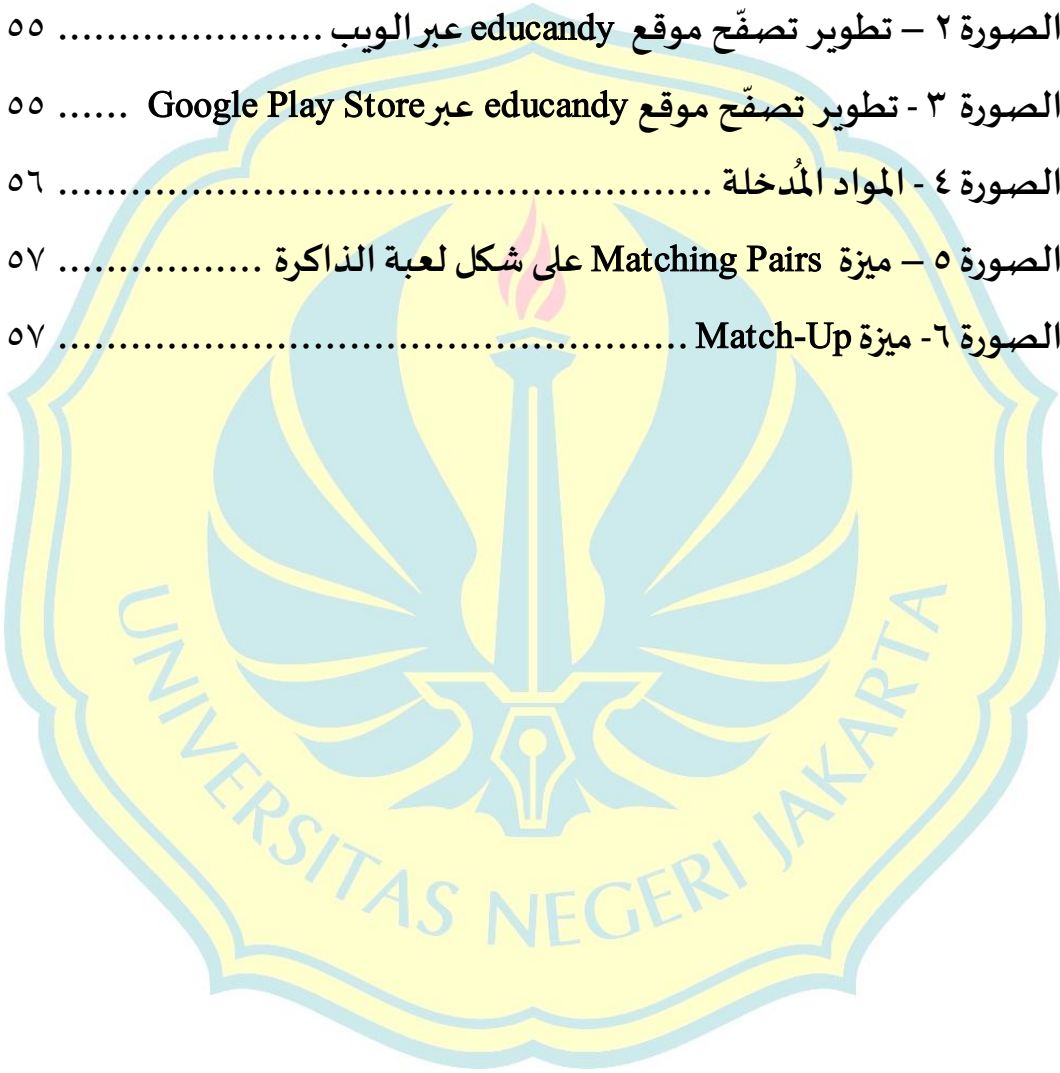 الصورة ٢ – تطوير تصفّح موقع educandy عبر الويب ...................... ٥٥
الصورة ٣ - تطوير تصفّح موقع educandy عبر Google Play Store ...... ٥٥
الصورة ٤ - المواد المُدخلة .................................................... ٥٦
الصورة ٥ – ميزة Matching Pairs على شكل لعبة الذاكرة ................. ٥٧
الصورة ٦- ميزة Match-Up .................................................... ٥٧
UNIVERSITAS NEGERI JAKARTA